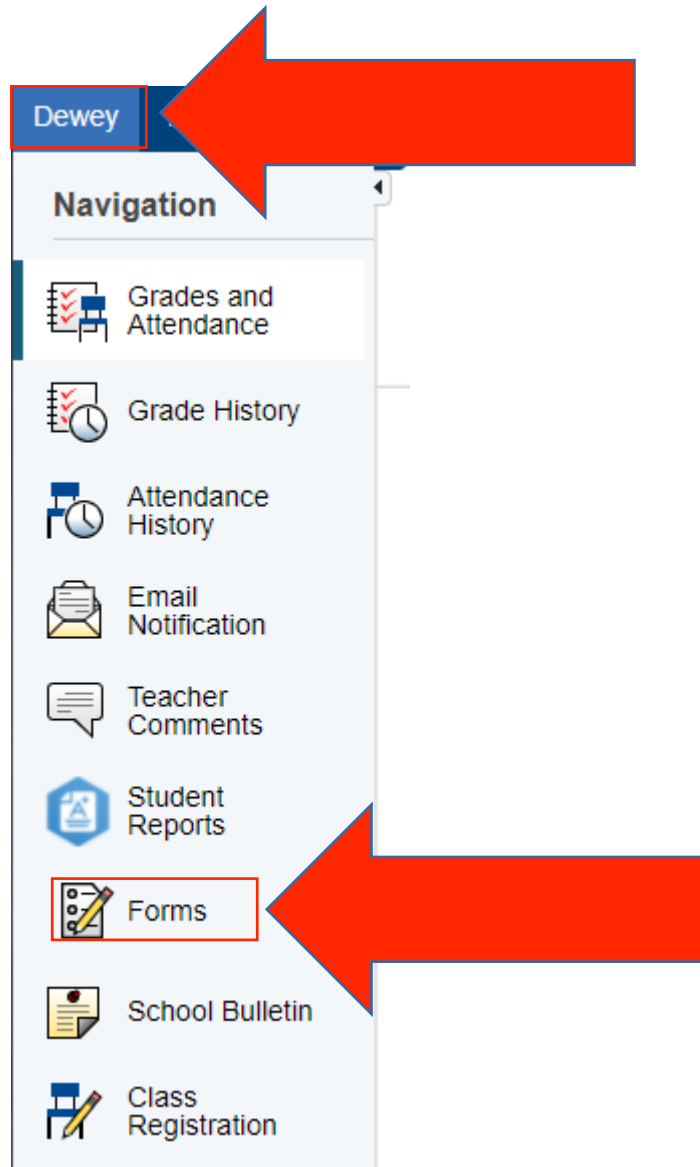 Dewey
Navigation
Grades and
Attendance
Grade History
Attendance
History
Email
Notification
Teacher
Comments
Student
Reports
Forms
School Bulletin
Class
Registration